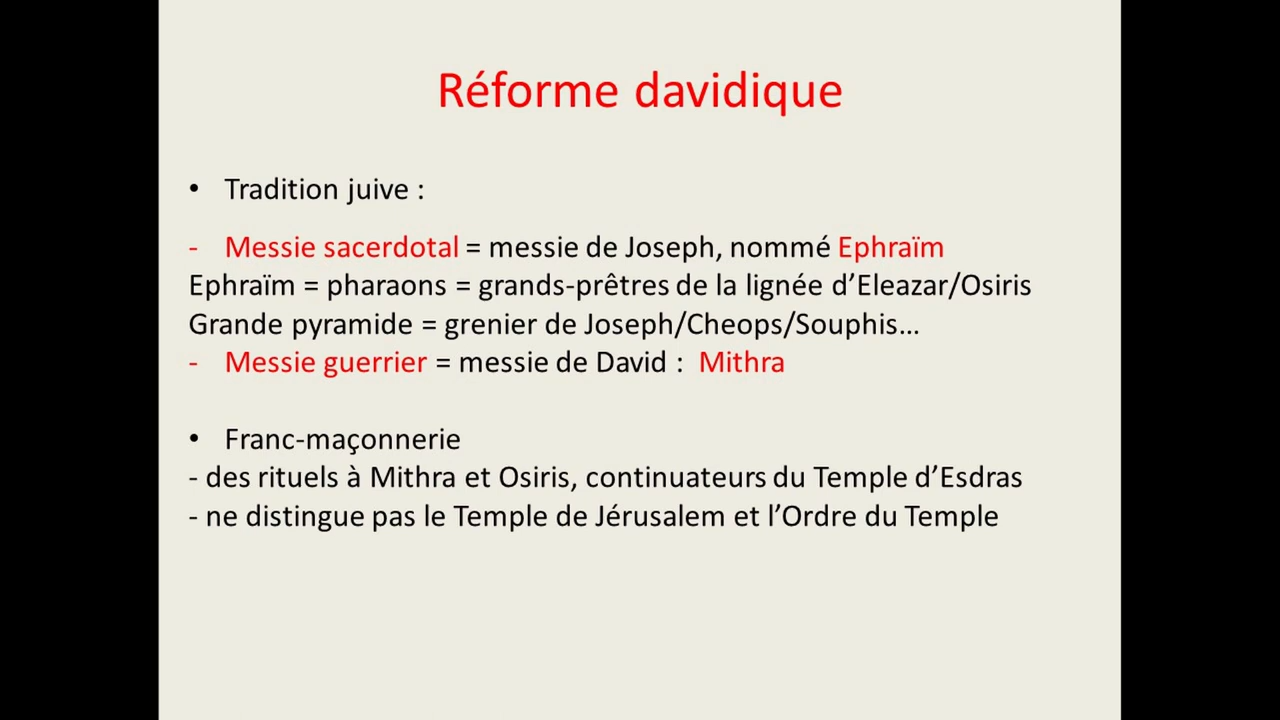 Réforme davidique
• Tradition juive :
- Messie sacerdotal = messie de Joseph, nommé Ephraïm
Ephraïm = pharaons = grands-prêtres de la lignée d’Eleazar/Osiris
Grande pyramide = grenier de Joseph/Cheops/Souphis…
- Messie guerrier = messie de David : Mithra
• Franc-maçonnerie
- des rituels à Mithra et Osiris, continuateurs du Temple d’Esdras
- ne distingue pas le Temple de Jérusalem et l’Ordre du Temple